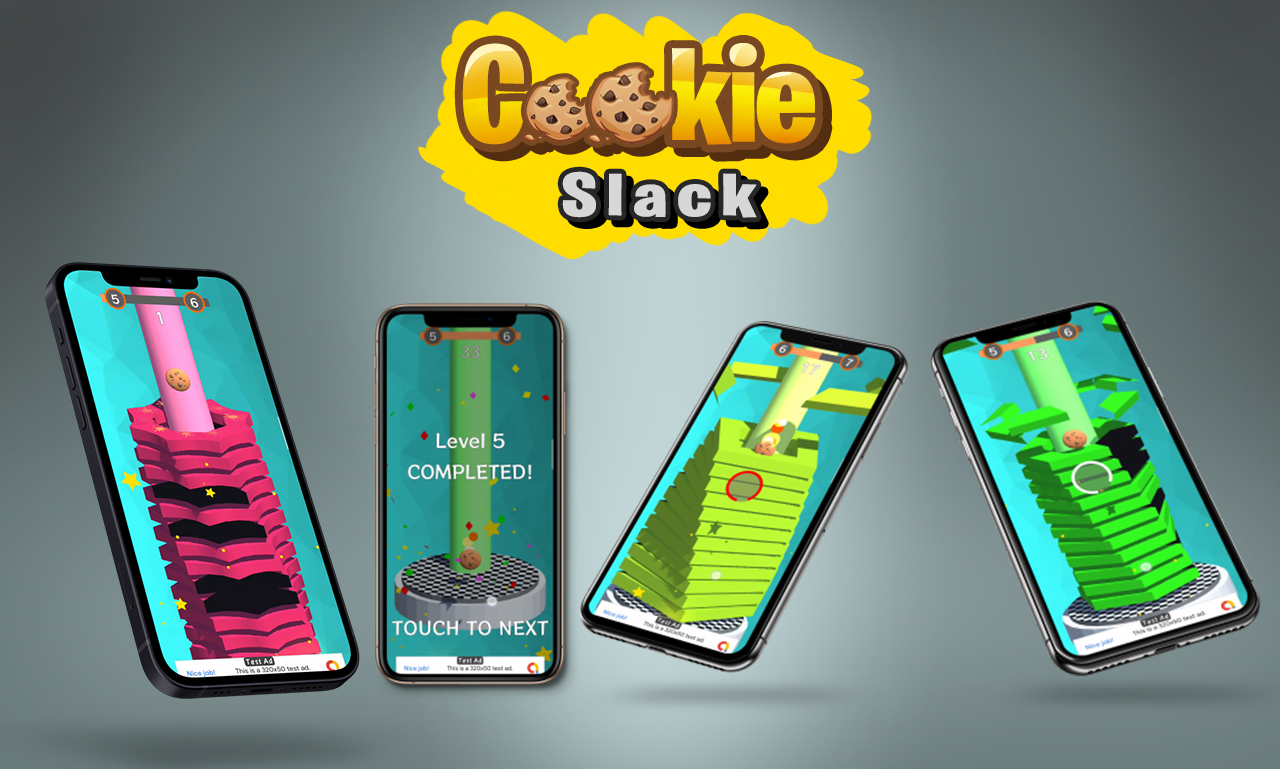 Cookie
Slack
5 6
1
Test Ad
Nice job! This is a 320x50 test ad.
5 6
33
Level 5
COMPLETED!
TOUCH TO NEXT
Test Ad
Nice job! This is a 320x50 test ad.
6 7
17
Test Ad
Nice job! This is a 320x50 test ad.
5 6
13
Test Ad
Nice job! This is a 320x50 test ad.